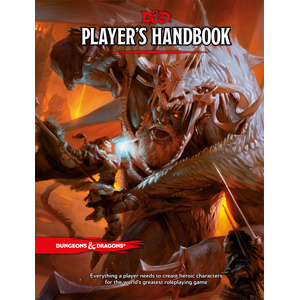 D&D
PLAYER'S HANDBOOK
DUNGEONS & DRAGONS®
Everything a player needs to create heroic characters
for the world's greatest roleplaying game